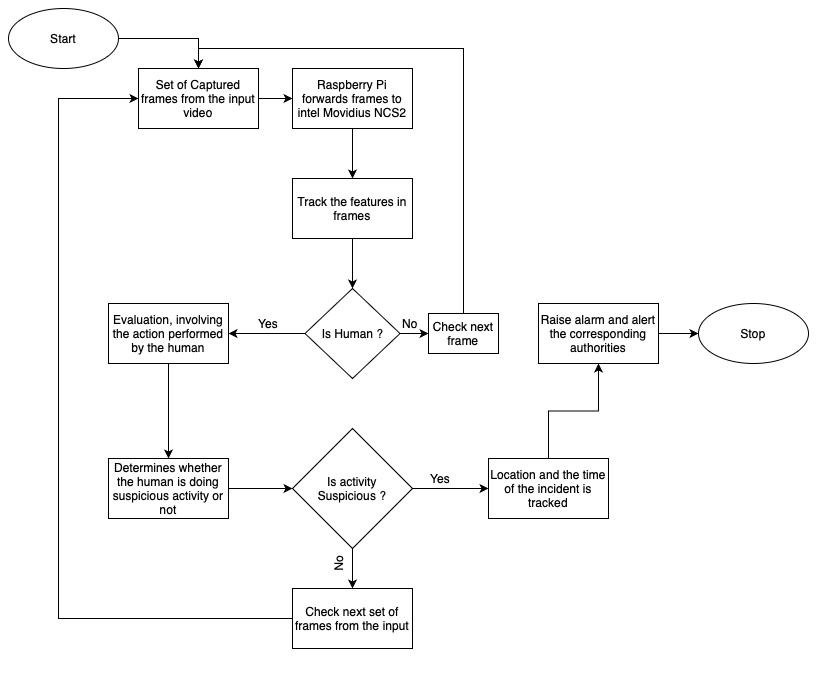 Start
Set of Captured
frames from the input
video
Raspberry Pi
forwards frames to
intel Movidius NCS2
Track the features in
frames
Is Human ?
Yes
No
Evaluation, involving
the action performed
by the human
Check next
frame
Raise alarm and alert
the corresponding
authorities
Stop
Determines whether
the human is doing
suspicious activity or
not
Is activity
Suspicious ?
Yes
Location and the time
of the incident is
tracked
No
Check next set of
frames from the input